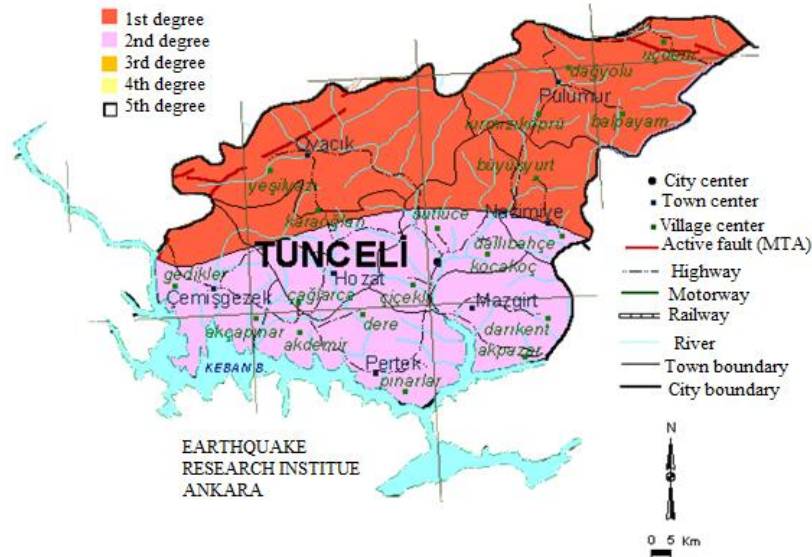 1st degree
2nd degree
3rd degree
4th degree
5th degree
üçdent
dağyolu
Pülümür
kırmızıköprü
balpayam
Ovacık
büyükyurt
yeşilyazı
karaoğlan
sütlüce
Nazimiye
TUNCELİ
dallıbahçe
gedikler
Hozat
kocakoç
Çemişgezek
çağlarca
çiçekli
Mazgirt
akçapınar
dere
darıkent
akdemir
akpazar
KEBAN B.
Pertek
pınarlar
City center
Town center
Village center
Active fault (MTA)
Highway
Motorway
Railway
River
Town boundary
City boundary
EARTHQUAKE
RESEARCH INSTITUE
ANKARA
N
0 5 Km